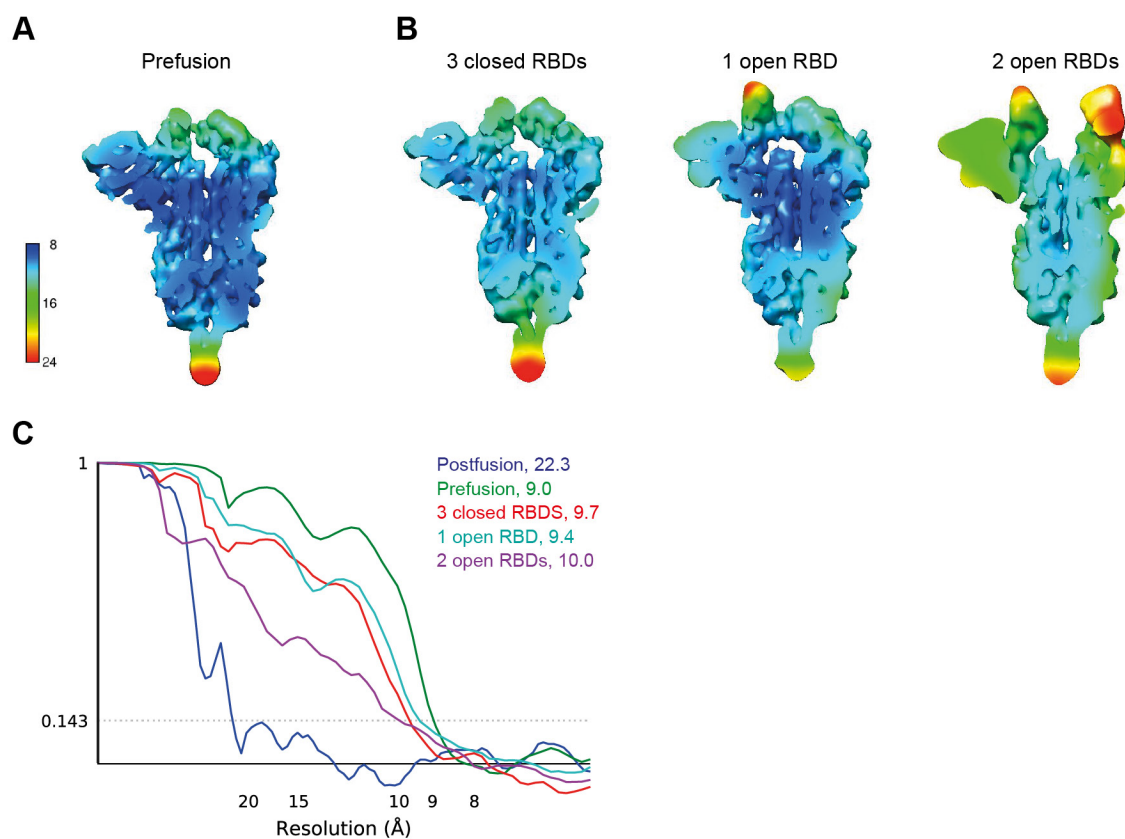 A
B
Prefusion
3 closed RBDs
1 open RBD
2 open RBDs
8
16
24
C
1
0.143
Postfusion, 22.3
Prefusion, 9.0
3 closed RBDS, 9.7
1 open RBD, 9.4
2 open RBDs, 10.0
20 15 10 9 8
Resolution (Å)